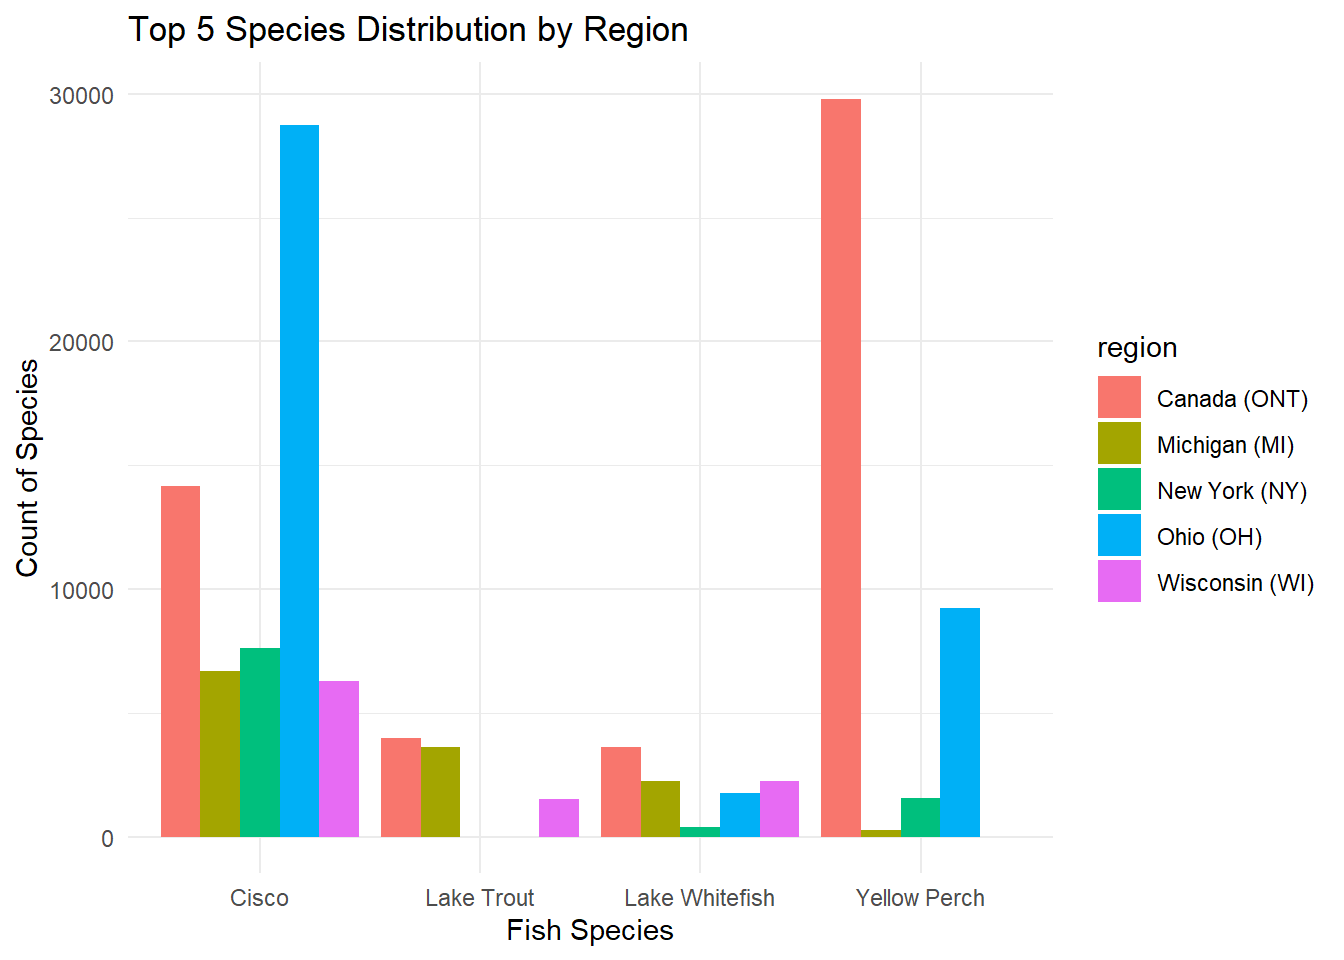 Top 5 Species Distribution by Region
Count of Species
30000
20000
10000
0
Cisco
Lake Trout
Lake Whitefish
Yellow Perch
Fish Species
region
Canada (ONT)
Michigan (MI)
New York (NY)
Ohio (OH)
Wisconsin (WI)